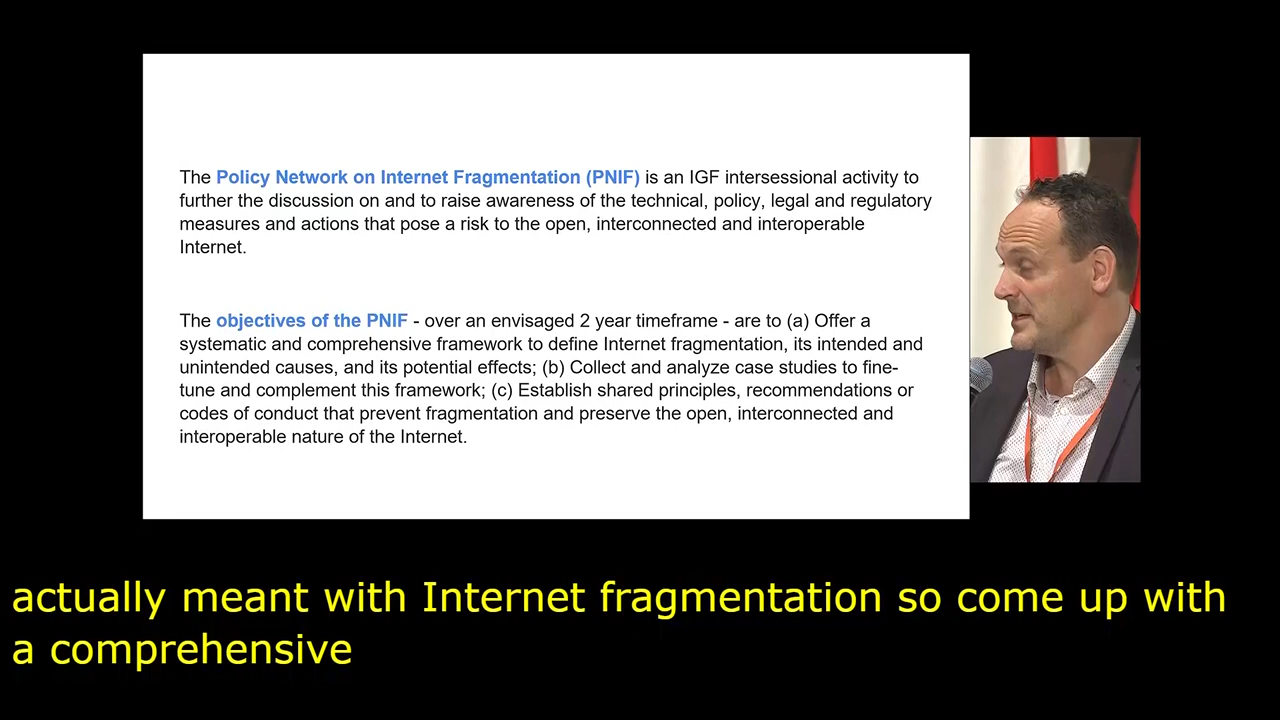 The Policy Network on Internet Fragmentation (PNIF) is an IGF intersessional activity to
further the discussion on and to raise awareness of the technical, policy, legal and regulatory
measures and actions that pose a risk to the open, interconnected and interoperable
Internet.
The objectives of the PNIF - over an envisaged 2 year timeframe - are to (a) Offer a
systematic and comprehensive framework to define Internet fragmentation, its intended and
unintended causes, and its potential effects; (b) Collect and analyze case studies to fine-
tune and complement this framework; (c) Establish shared principles, recommendations or
codes of conduct that prevent fragmentation and preserve the open, interconnected and
interoperable nature of the Internet.
actually meant with Internet fragmentation so come up with
a comprehensive